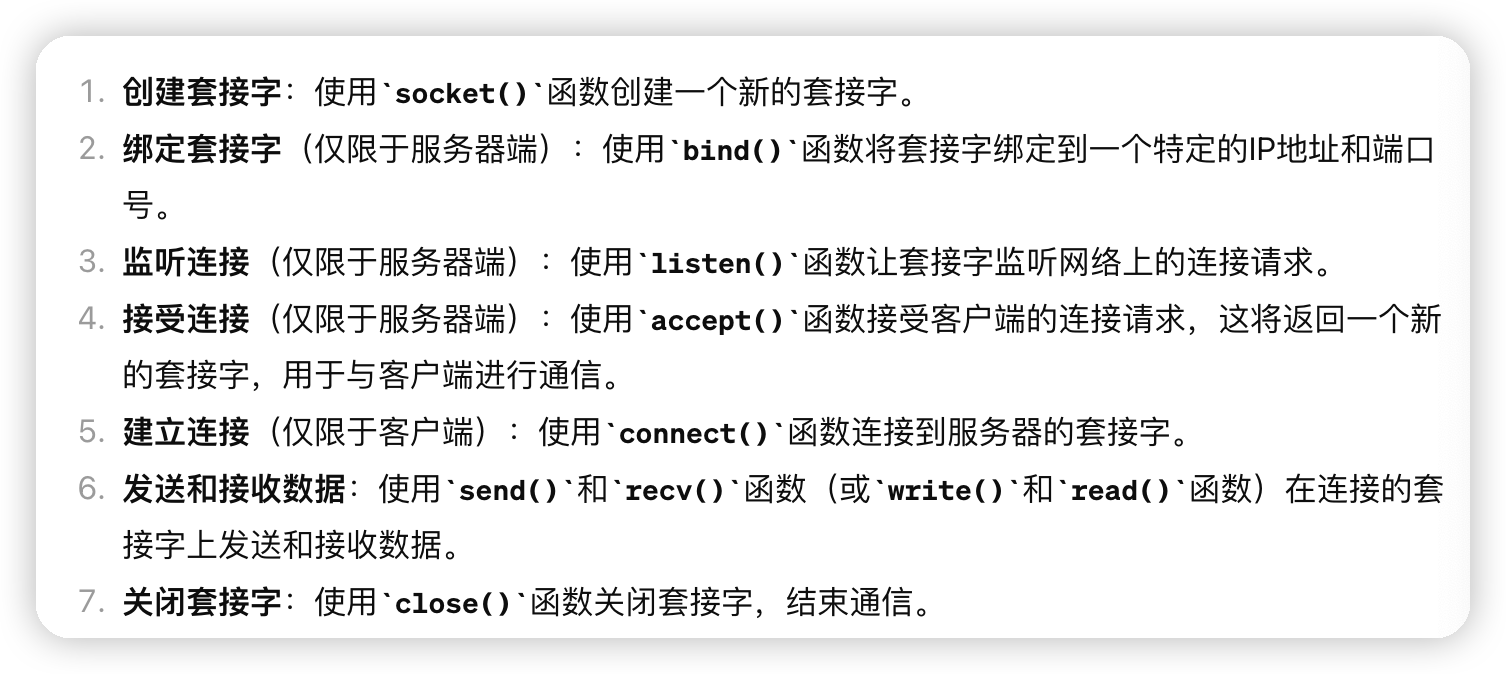 1. 创建套接字：使用`socket()`函数创建一个新的套接字。
2. 绑定套接字（仅限于服务器端）：使用`bind()`函数将套接字绑定到一个特定的IP地址和端口
号。
3. 监听连接（仅限于服务器端）：使用`listen()`函数让套接字监听网络上的连接请求。
4. 接受连接（仅限于服务器端）：使用`accept()`函数接受客户端的连接请求，这将返回一个新
的套接字，用于与客户端进行通信。
5. 建立连接（仅限于客户端）：使用`connect()`函数连接到服务器的套接字。
6. 发送和接收数据：使用`send()`和`recv()`函数（或`write()`和`read()`函数）在连接的套
接字上发送和接收数据。
7. 关闭套接字：使用`close()`函数关闭套接字，结束通信。